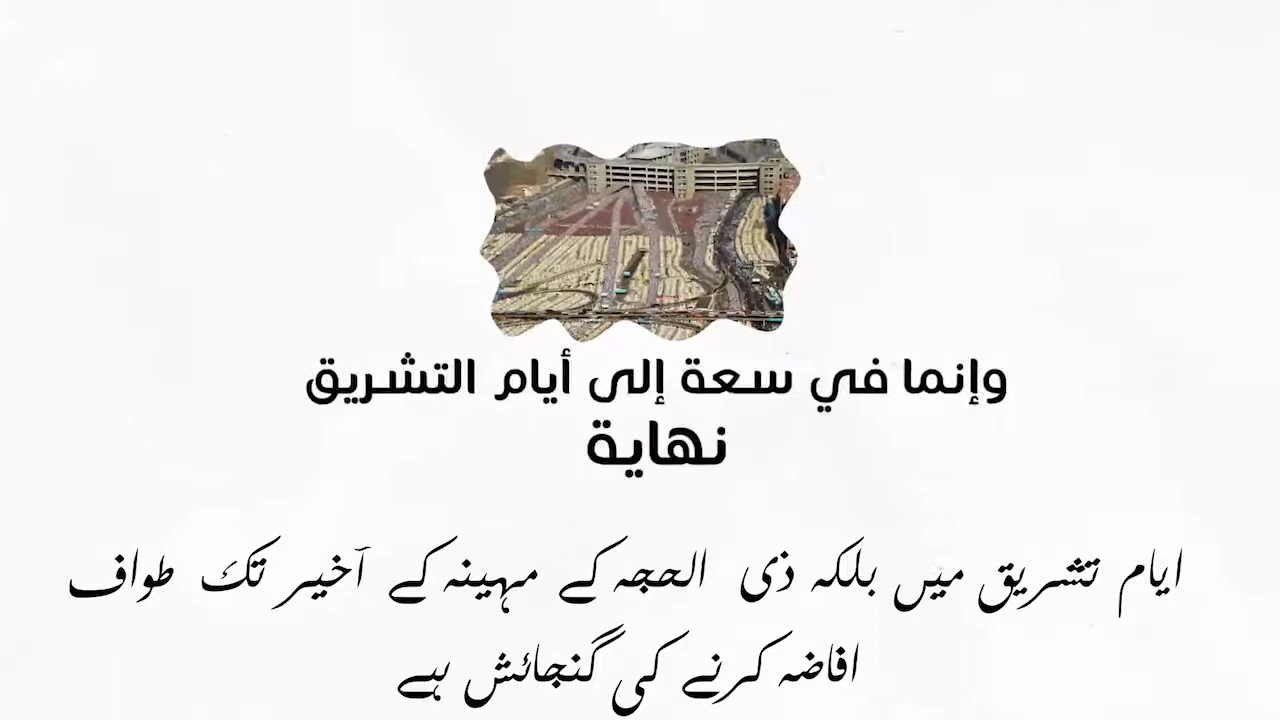 وإنما في سعة إلى أيام التشريق
نهاية
ایام تشریق میں بلکہ ذی الحجہ کے مہینہ کے آخیر تک طواف
افاضہ کرنے کی گنجائش ہے